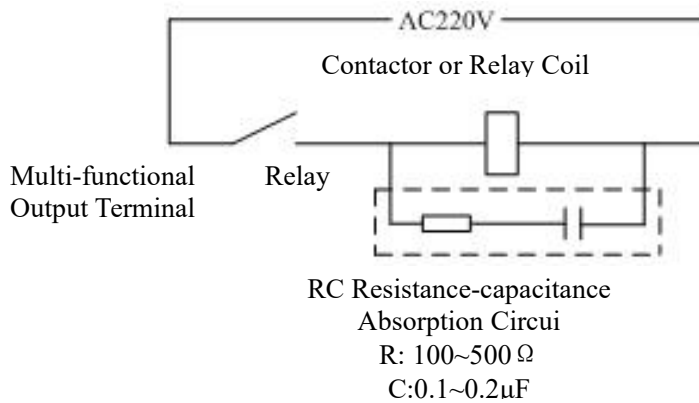 AC220V
Contactor or Relay Coil
Multi-functional
Output Terminal
Relay
RC Resistance-capacitance
Absorption Circui
R: 100~500 Ω
C:0.1~0.2μF